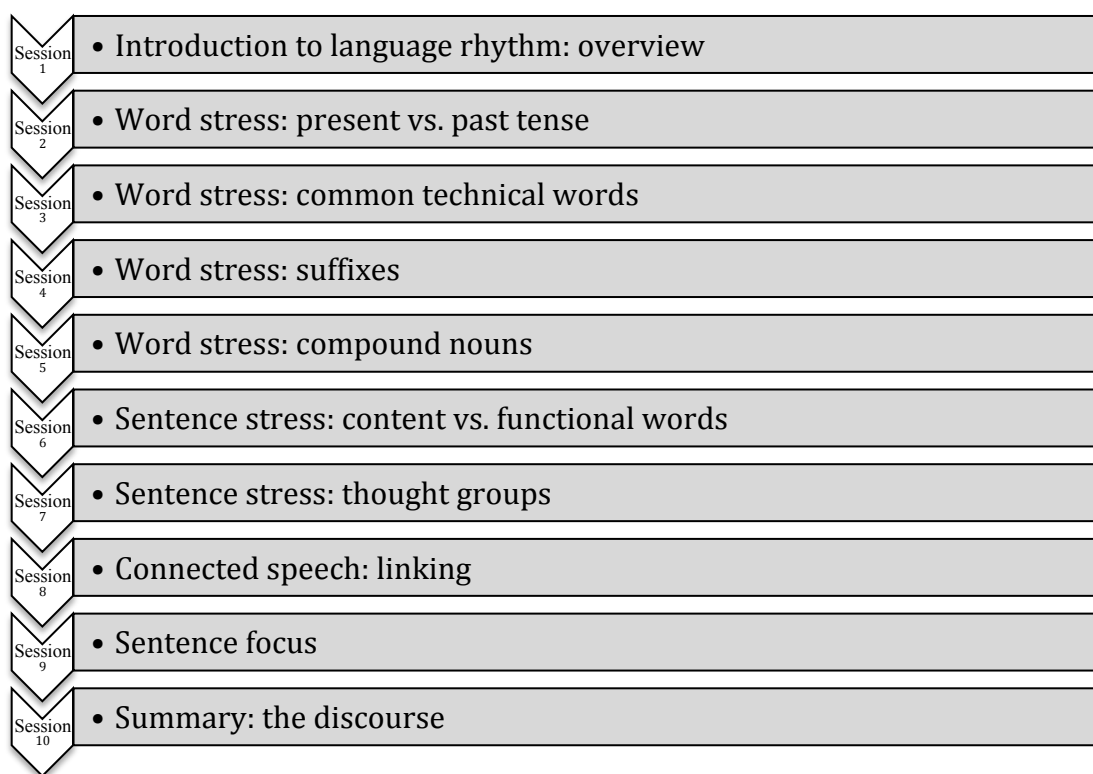 Session
1
• Introduction to language rhythm: overview
Session
2
• Word stress: present vs. past tense
Session
3
• Word stress: common technical words
Session
4
• Word stress: suffixes
Session
5
• Word stress: compound nouns
Session
6
• Sentence stress: content vs. functional words
Session
7
• Sentence stress: thought groups
Session
8
• Connected speech: linking
Session
9
• Sentence focus
Session
10
• Summary: the discourse